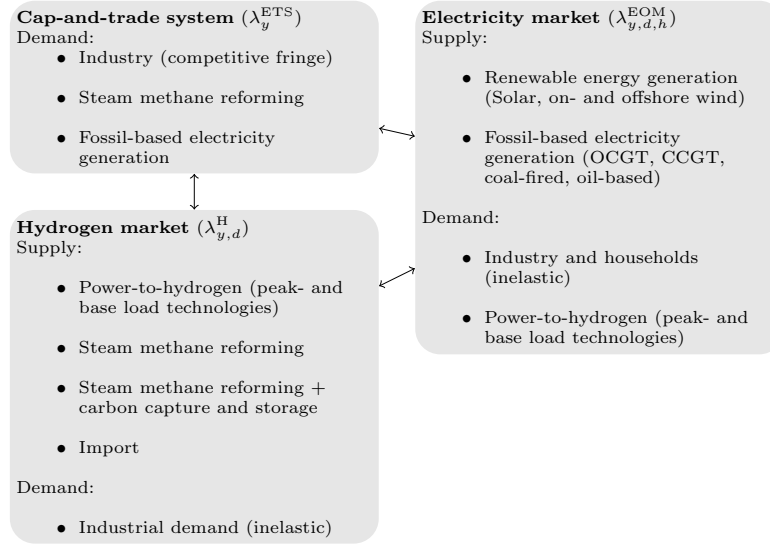 Cap-and-trade system (λ_y^ETS)
Demand:
• Industry (competitive fringe)
• Steam methane reforming
• Fossil-based electricity
generation
Hydrogen market (λ_{y,d}^H)
Supply:
• Power-to-hydrogen (peak- and
base load technologies)
• Steam methane reforming
• Steam methane reforming +
carbon capture and storage
• Import
Demand:
• Industrial demand (inelastic)
Electricity market (λ_{y,d,h}^EOM)
Supply:
• Renewable energy generation
(Solar, on- and offshore wind)
• Fossil-based electricity
generation (OCGT, CCGT,
coal-fired, oil-based)
Demand:
• Industry and households
(inelastic)
• Power-to-hydrogen (peak- and
base load technologies)